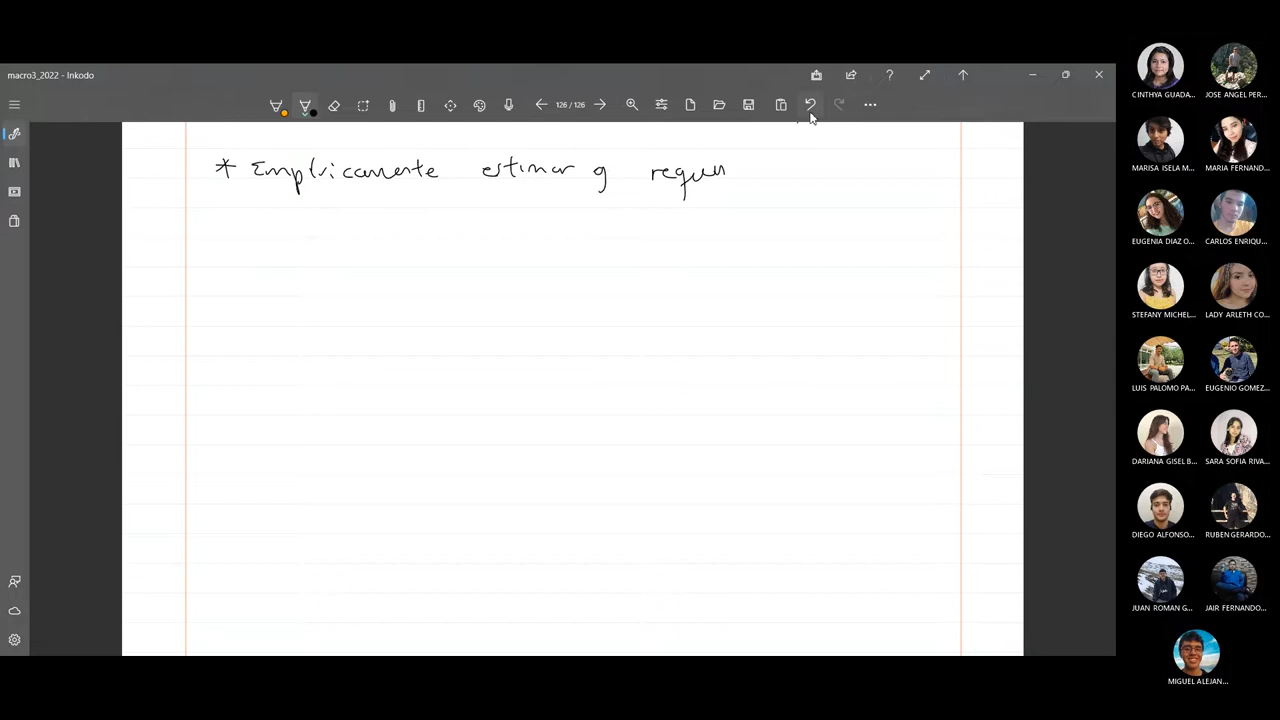 macro3_2022 - Inkodo
126 / 126
* Empíricamente estimar g requi
CINTHYA GUADA...
JOSE ANGEL PER...
MARISA ISELA M...
MARIA FERNAND...
EUGENIA DIAZ O...
CARLOS ENRIQU...
STEFANY MICHEL...
LADY ARLETH CO...
LUIS PALOMO PA...
EUGENIO GOMEZ...
DARIANA GISEL B...
SARA SOFIA RIVA...
DIEGO ALFONSO...
RUBEN GERARDO...
JUAN ROMAN G...
JAIR FERNANDO...
MIGUEL ALEJAN...